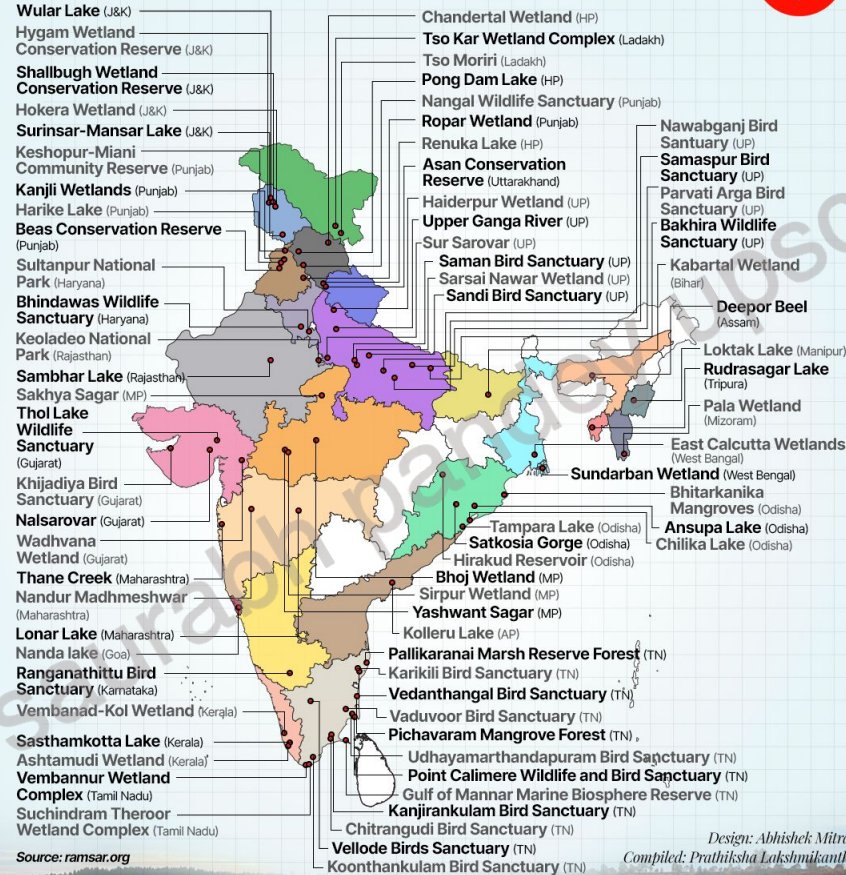 Wular Lake (J&K)
Hygam Wetland
Conservation Reserve (J&K)
Shallbugh Wetland
Conservation Reserve (J&K)
Hokera Wetland (J&K)
Surinsar-Mansar Lake (J&K)
Keshopur-Miani
Community Reserve (Punjab)
Kanjli Wetlands (Punjab)
Harike Lake (Punjab)
Beas Conservation Reserve
(Punjab)
Sultanpur National
Park (Haryana)
Bhindawas Wildlife
Sanctuary (Haryana)
Keoladeo National
Park (Rajasthan)
Sambhar Lake (Rajasthan)
Sakhya Sagar (MP)
Thol Lake
Wildlife
Sanctuary
(Gujarat)
Khijadiya Bird
Sanctuary (Gujarat)
Nalsarovar (Gujarat)
Wadhvana
Wetland (Gujarat)
Thane Creek (Maharashtra)
Nandur Madhmeshwar
(Maharashtra)
Lonar Lake (Maharashtra)
Nanda lake (Goa)
Ranganathittu Bird
Sanctuary (Karnataka)
Vembanad-Kol Wetland (Kerala)
Sasthamkotta Lake (Kerala)
Ashtamudi Wetland (Kerala)
Vembannur Wetland
Complex (Tamil Nadu)
Suchindram Theroor
Wetland Complex (Tamil Nadu)
Source: ramsar.org
Chandertal Wetland (HP)
Tso Kar Wetland Complex (Ladakh)
Tso Moriri (Ladakh)
Pong Dam Lake (HP)
Nangal Wildlife Sanctuary (Punjab)
Ropar Wetland (Punjab)
Renuka Lake (HP)
Asan Conservation
Reserve (Uttarakhand)
Haiderpur Wetland (UP)
Upper Ganga River (UP)
Sur Sarovar (UP)
Saman Bird Sanctuary (UP)
Sarsai Nawar Wetland (UP)
Sandi Bird Sanctuary (UP)
Nawabganj Bird
Santuary (UP)
Samaspur Bird
Sanctuary (UP)
Parvati Arga Bird
Sanctuary (UP)
Bakhira Wildlife
Sanctuary (UP)
Kabartal Wetland
(Bihar)
Deepor Beel
(Assam)
Loktak Lake (Manipur)
Rudrasagar Lake
(Tripura)
Pala Wetland
(Mizoram)
East Calcutta Wetlands
(West Bangal)
Sundarban Wetland (West Bengal)
Bhitarkanika
Mangroves (Odisha)
Ansupa Lake (Odisha)
Chilika Lake (Odisha)
Tampara Lake (Odisha)
Satkosia Gorge (Odisha)
Hirakud Reservoir (Odisha)
Bhoj Wetland (MP)
Sirpur Wetland (MP)
Yashwant Sagar (MP)
Kolleru Lake (AP)
Pallikaranai Marsh Reserve Forest (TN)
Karikili Bird Sanctuary (TN)
Vedanthangal Bird Sanctuary (TN)
Vaduvoor Bird Sanctuary (TN)
Pichavaram Mangrove Forest (TN)
Udhayamarthandapuram Bird Sanctuary (TN)
Point Calimere Wildlife and Bird Sanctuary (TN)
Gulf of Mannar Marine Biosphere Reserve (TN)
Kanjirankulam Bird Sanctuary (TN)
Chitrangudi Bird Sanctuary (TN)
Vellode Birds Sanctuary (TN)
Koonthankulam Bird Sanctuary (TN)
Design: Abhishek Mitra
Compiled: Prathiksha Lakshmikanth
saurabh pandey upsc